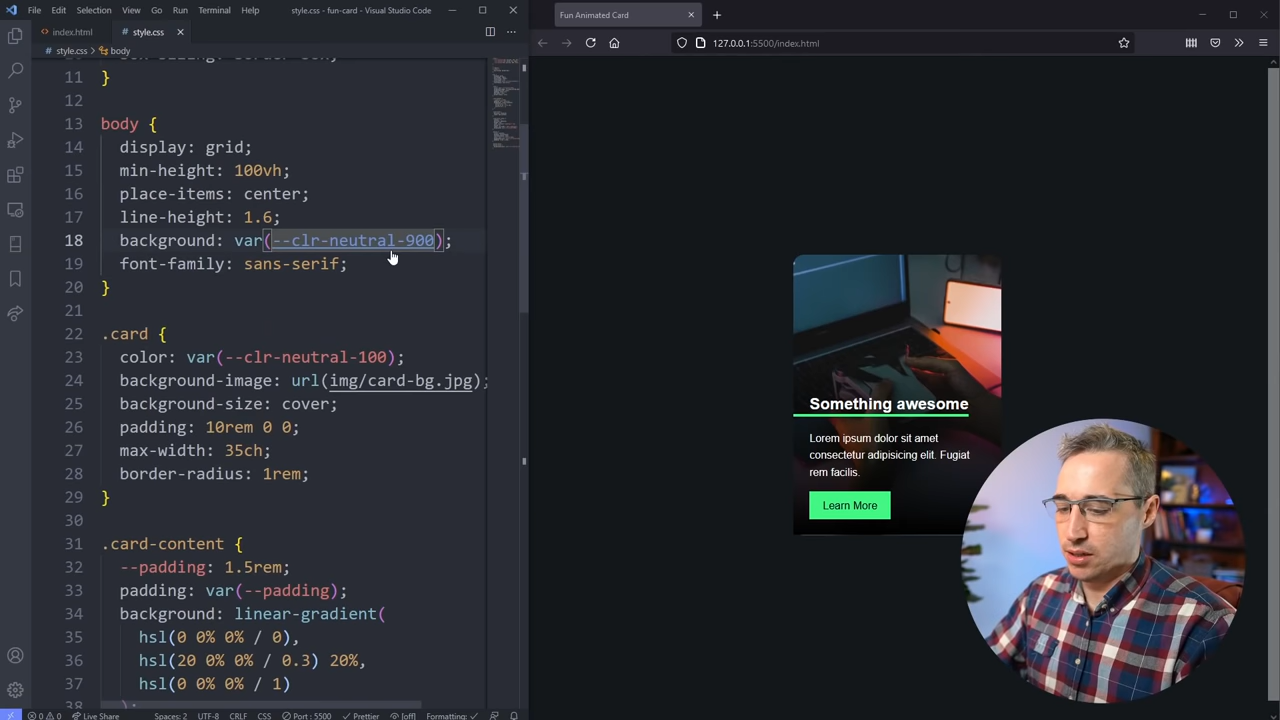 File Edit Selection View Go Run Terminal Help
style.css - fun-card - Visual Studio Code
Fun Animated Card
index.html
style.css
127.0.0.1:5500/index.html
style.css > body
11 }
12
13 body {
14 display: grid;
15 min-height: 100vh;
16 place-items: center;
17 line-height: 1.6;
18 background: var(--clr-neutral-900);
19 font-family: sans-serif;
20 }
21
22 .card {
23 color: var(--clr-neutral-100);
24 background-image: url(img/card-bg.jpg);
25 background-size: cover;
26 padding: 10rem 0 0;
27 max-width: 35ch;
28 border-radius: 1rem;
29 }
30
31 .card-content {
32 --padding: 1.5rem;
33 padding: var(--padding);
34 background: linear-gradient(
35 hsl(0 0% 0% / 0),
36 hsl(20 0% 0% / 0.3) 20%,
37 hsl(0 0% 0% / 1)
Something awesome
Lorem ipsum dolor sit amet
consectetur adipisicing elit. Fugiat
rem facilis.
Learn More
0 0 Live Share Spaces: 2 UTF-8 CRLF CSS Port : 5500 Prettier [off] Formatting: